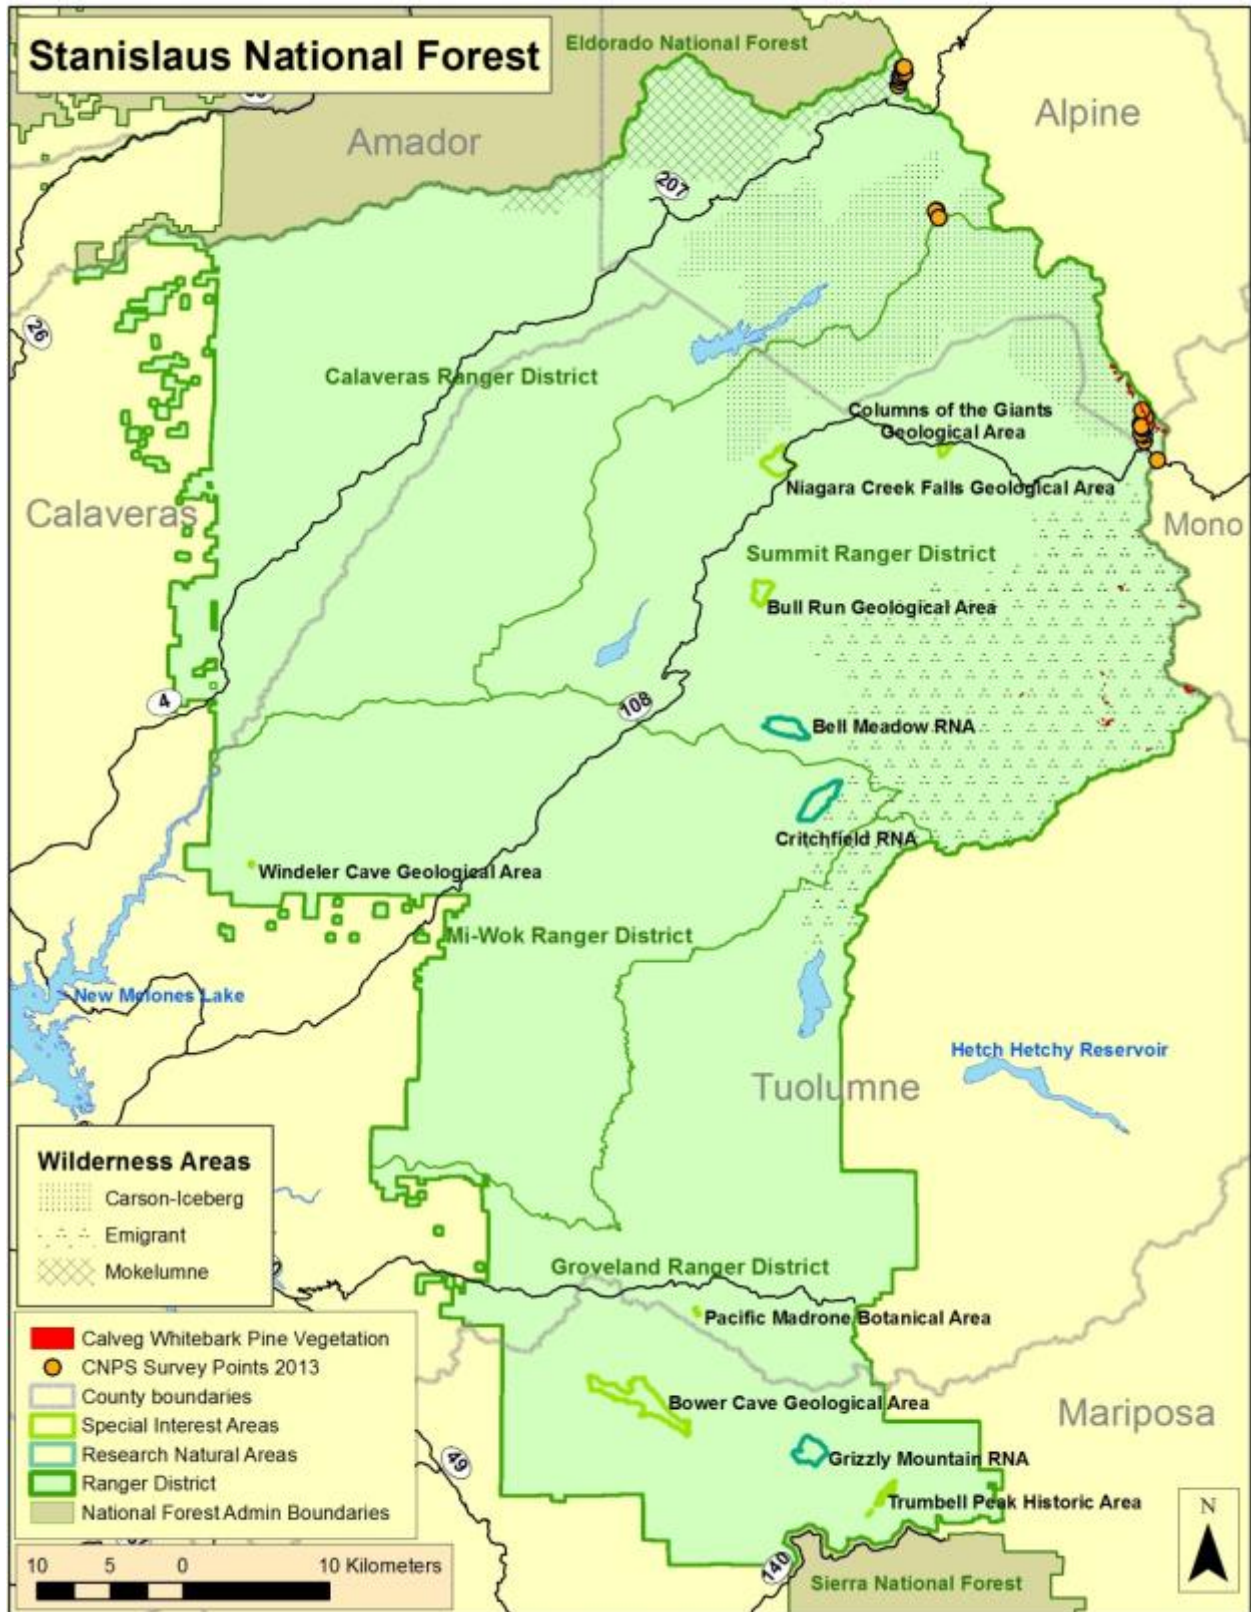 Stanislaus National Forest
Eldorado National Forest
Alpine
Amador
207
26
Calaveras Ranger District
Columns of the Giants
Geological Area
Niagara Creek Falls Geological Area
Calaveras
Mono
Summit Ranger District
Bull Run Geological Area
4
108
Bell Meadow RNA
Critchfield RNA
Windeler Cave Geological Area
Mi-Wok Ranger District
New Melones Lake
Hetch Hetchy Reservoir
Tuolumne
Wilderness Areas
Carson-Iceberg
Emigrant
Mokelumne
Groveland Ranger District
Pacific Madrone Botanical Area
Calveg Whitebark Pine Vegetation
CNPS Survey Points 2013
County boundaries
Special Interest Areas
Research Natural Areas
Ranger District
National Forest Admin Boundaries
Bower Cave Geological Area
Mariposa
49
Grizzly Mountain RNA
Trumbell Peak Historic Area
N
10 5 0 10 Kilometers
140
Sierra National Forest